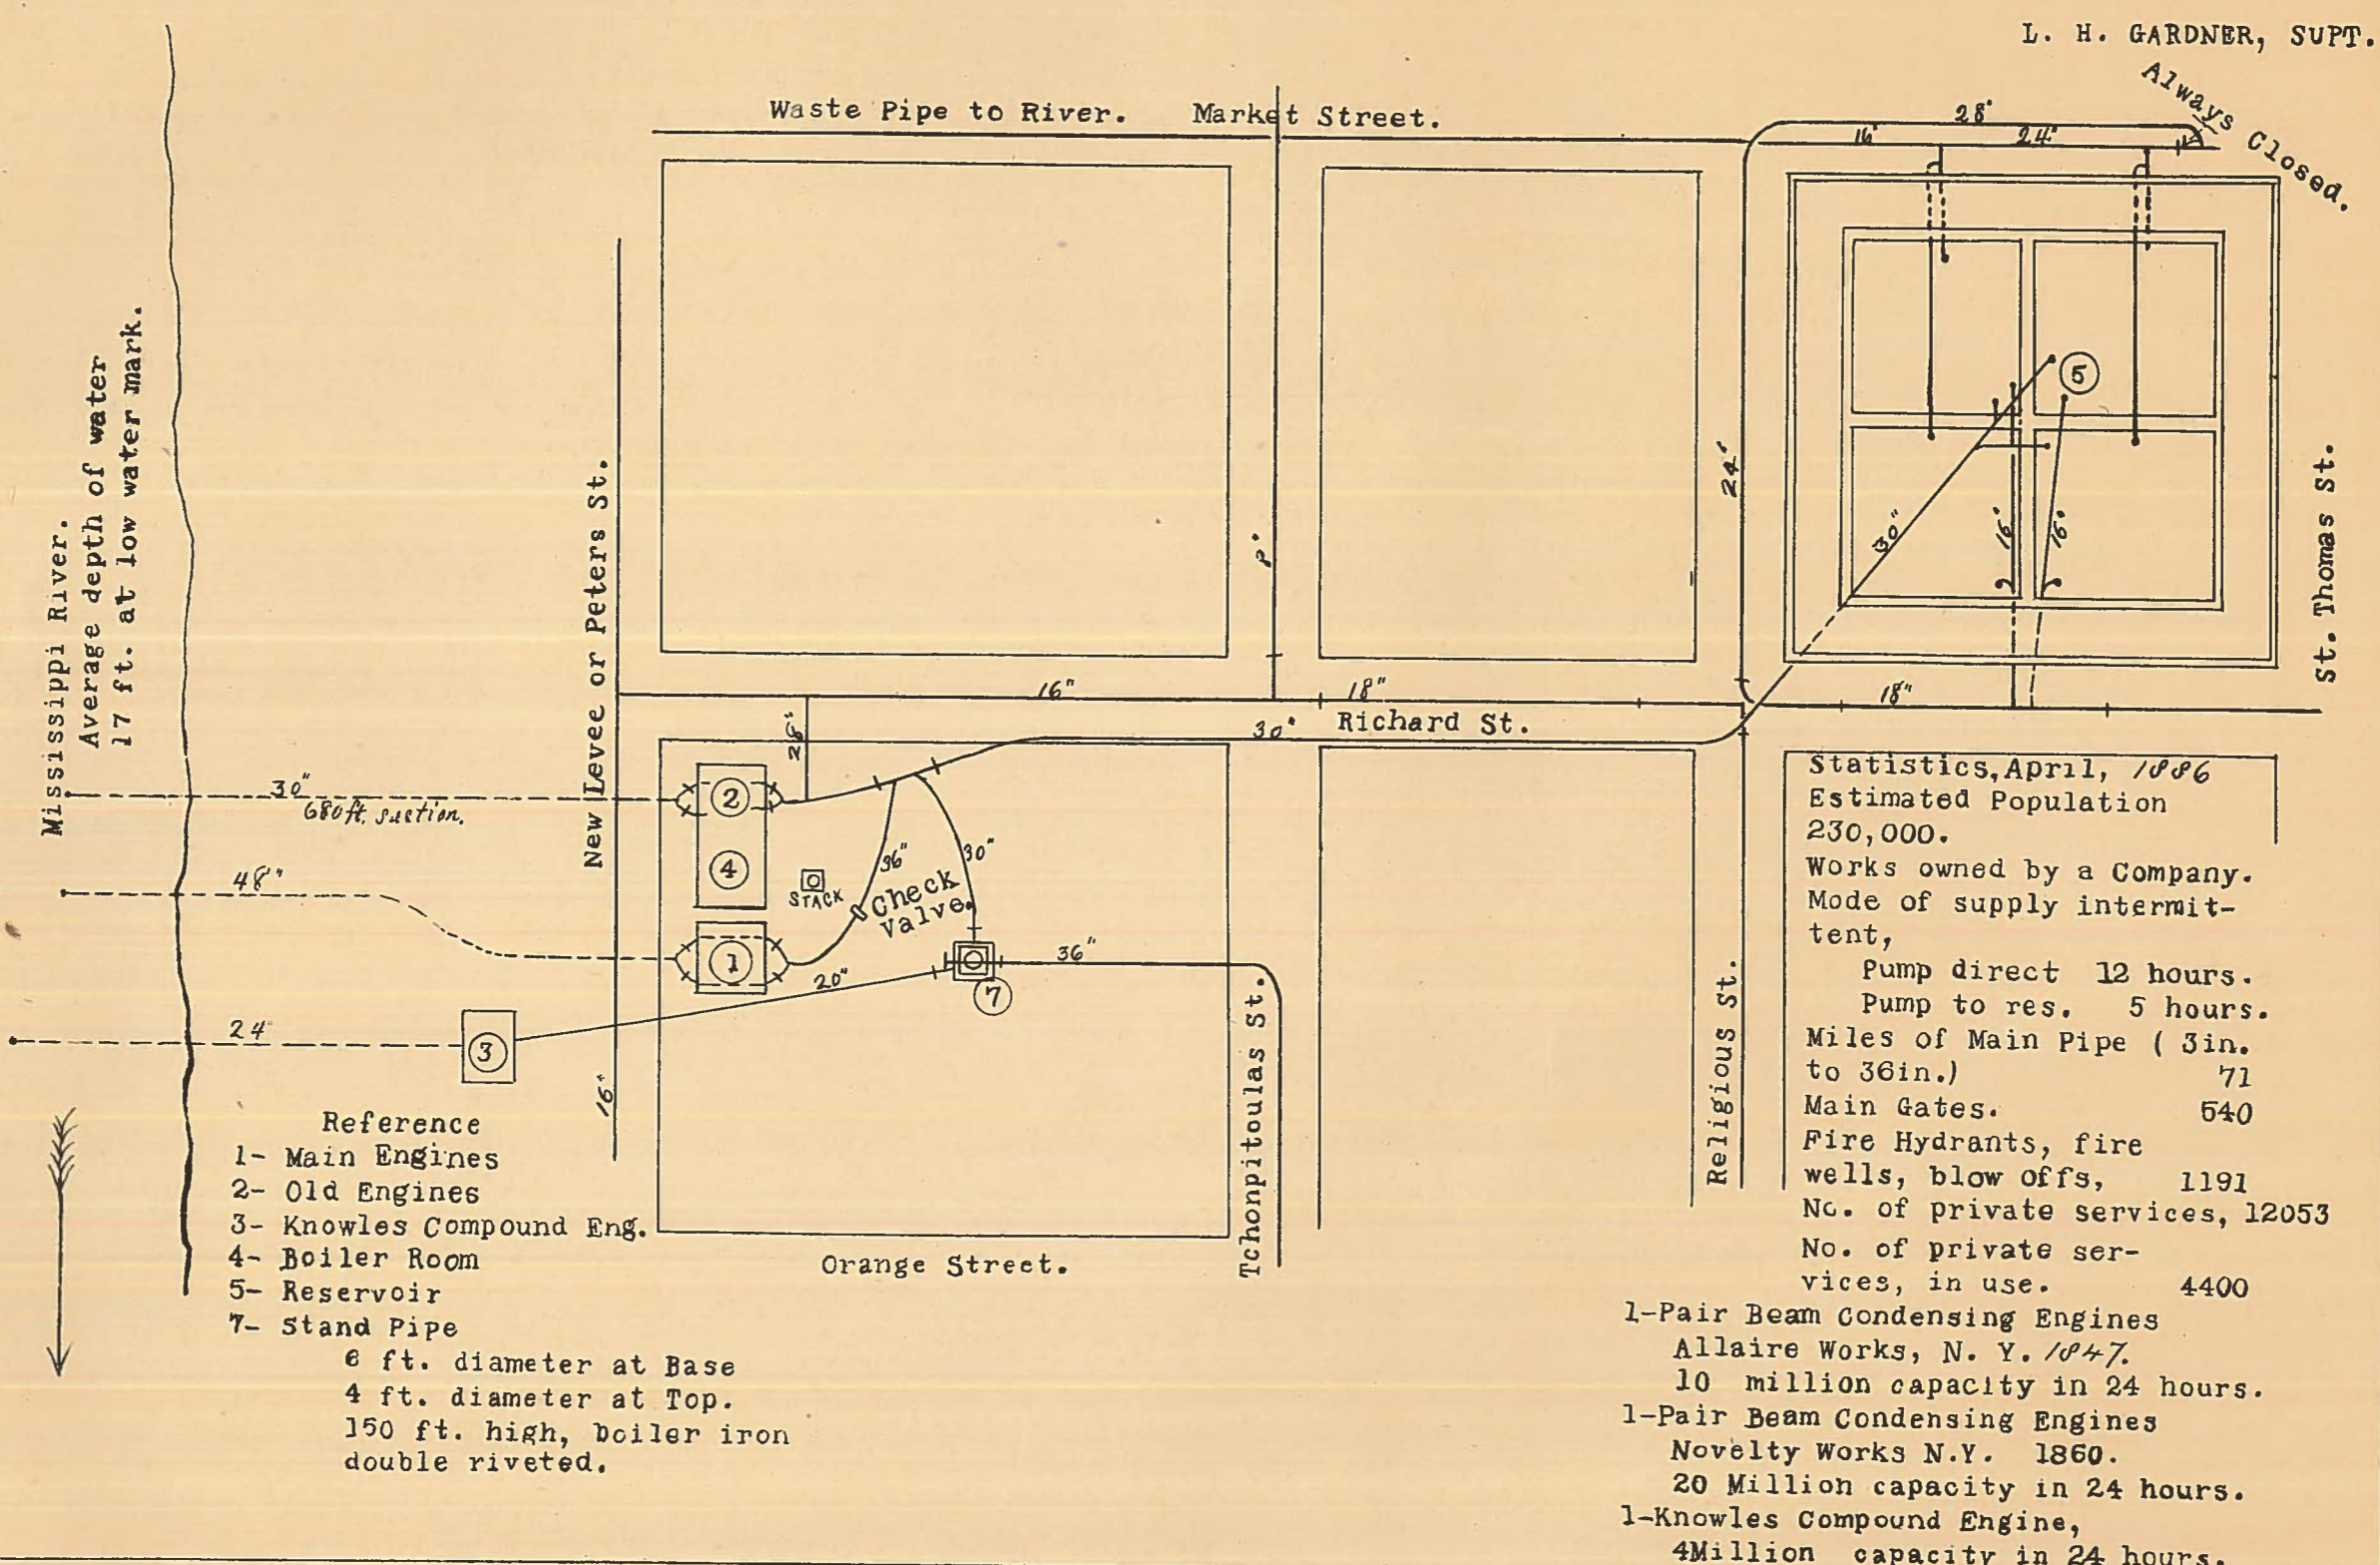 L. H. GARDNER, SUPT.
Always Closed.
Waste Pipe to River. Market Street.
28"
16"
24"
Mississippi River.
Average depth of water
17 ft. at low water mark.
New Levee or Peters St.
24"
8"
5
30"
16"
16"
St. Thomas St.
16"
18"
18"
30"
Richard St.
28"
30"
680 ft. suction.
2
4
STACK
36"
30"
Check
Valve.
48"
1
20"
36"
7
24
3
16"
Tchonpitoulas St.
Religious St.
Orange Street.
Reference
1- Main Engines
2- Old Engines
3- Knowles Compound Eng.
4- Boiler Room
5- Reservoir
7- Stand Pipe
6 ft. diameter at Base
4 ft. diameter at Top.
150 ft. high, boiler iron
double riveted.
Statistics, April, 1886
Estimated Population
230,000.
Works owned by a Company.
Mode of supply intermit-
tent,
Pump direct 12 hours.
Pump to res. 5 hours.
Miles of Main Pipe ( 3in.
to 36in.) 71
Main Gates. 540
Fire Hydrants, fire
wells, blow offs, 1191
No. of private services, 12053
No. of private ser-
vices, in use. 4400
1-Pair Beam Condensing Engines
Allaire Works, N. Y. 1847.
10 million capacity in 24 hours.
1-Pair Beam Condensing Engines
Novelty Works N.Y. 1860.
20 Million capacity in 24 hours.
1-Knowles Compound Engine,
4Million capacity in 24 hours.